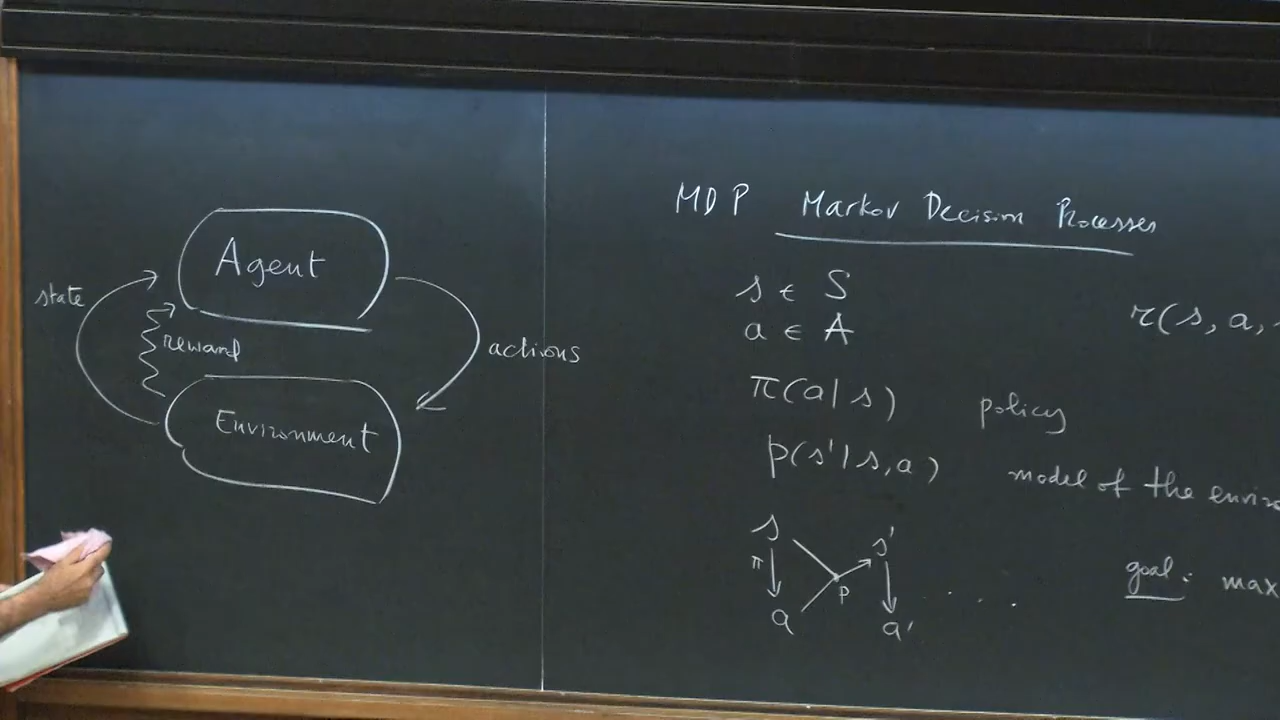 Agent
state
reward
actions
Environment
MDP Markov Decision Processes
s ∈ S
a ∈ A
r(s, a,
π(a|s) policy
p(s'|s,a) model of the
s s'
π
p
a a'
.....
goal: max